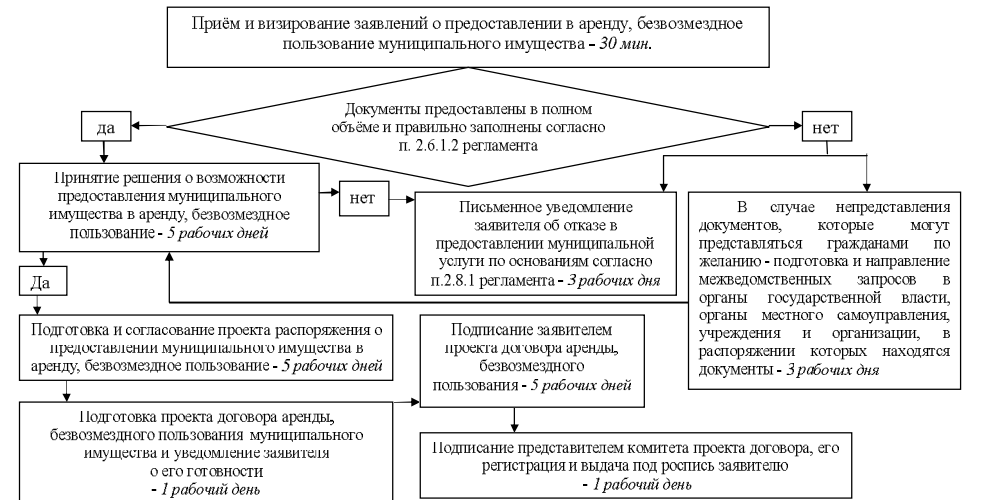 Приём и визирование заявлений о предоставлении в аренду, безвозмездное
пользование муниципального имущества - 30 мин.
Документы предоставлены в полном
объёме и правильно заполнены согласно
п. 2.6.1.2 регламента
да
нет
Принятие решения о возможности
предоставления муниципального
имущества в аренду, безвозмездное
пользование - 5 рабочих дней
нет
Письменное уведомление
заявителя об отказе в
предоставлении муниципальной
услуги по основаниям согласно
п.2.8.1 регламента - 3 рабочих дня
В случае непредставления
документов, которые могут
представляться гражданами по
желанию - подготовка и направление
межведомственных запросов в
органы государственной власти,
органы местного самоуправления,
учреждения и организации, в
распоряжении которых находятся
документы - 3 рабочих дня
Да
Подготовка и согласование проекта распоряжения о
предоставлении муниципального имущества в
аренду, безвозмездное пользование - 5 рабочих дней
Подписание заявителем
проекта договора аренды,
безвозмездного
пользования - 5 рабочих дней
Подготовка проекта договора аренды,
безвозмездного пользования муниципального
имущества и уведомление заявителя
о его готовности
- 1 рабочий день
Подписание представителем комитета проекта договора, его
регистрация и выдача под роспись заявителю
- 1 рабочий день